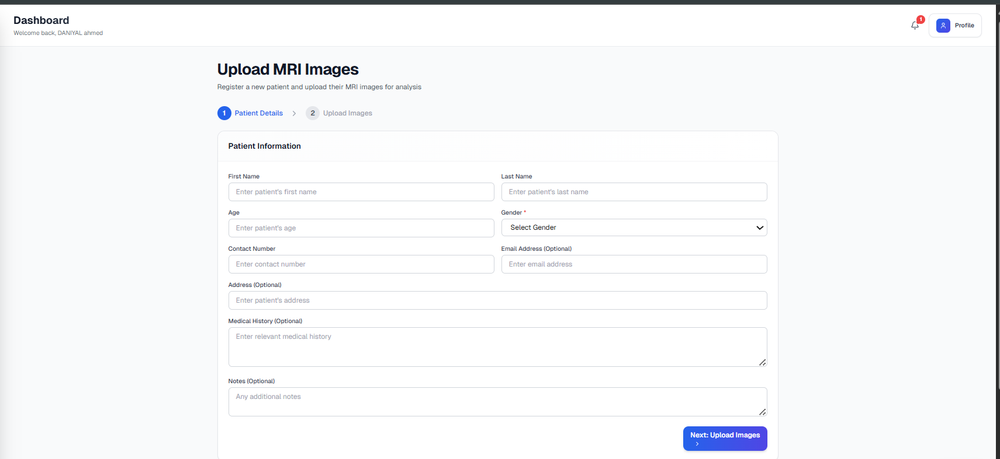 Dashboard
Welcome back, DANIYAL ahmed
1
Profile
Upload MRI Images
Register a new patient and upload their MRI images for analysis
1 Patient Details
2 Upload Images
Patient Information
First Name
Enter patient's first name
Last Name
Enter patient's last name
Age
Enter patient's age
Gender *
Select Gender
Contact Number
Enter contact number
Email Address (Optional)
Enter email address
Address (Optional)
Enter patient's address
Medical History (Optional)
Enter relevant medical history
Notes (Optional)
Any additional notes
Next: Upload Images